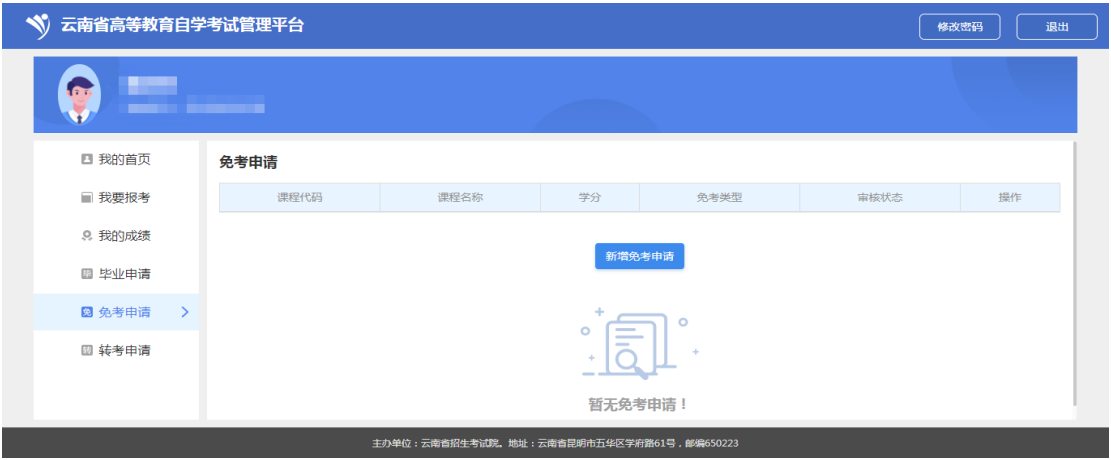 云南省高等教育自学考试管理平台
修改密码
退出
我的首页
我要报考
我的成绩
毕业申请
免考申请
转考申请
免考申请
课程代码 课程名称 学分 免考类型 审核状态 操作
新增免考申请
暂无免考申请！
主办单位：云南省招生考试院。地址：云南省昆明市五华区学府路61号，邮编650223